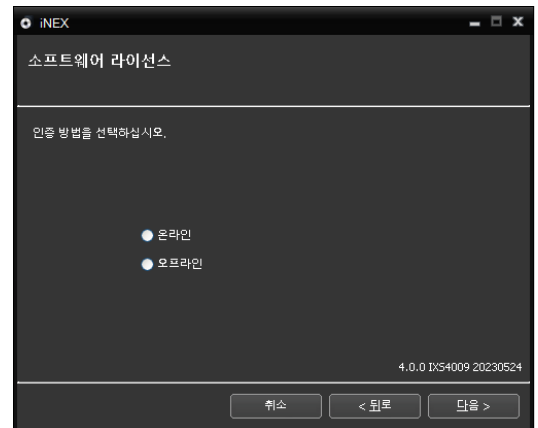 iNEX
소프트웨어 라이선스
인증 방법을 선택하십시오.
온라인
오프라인
4.0.0 IXS4009 20230524
취소
< 뒤로
다음 >